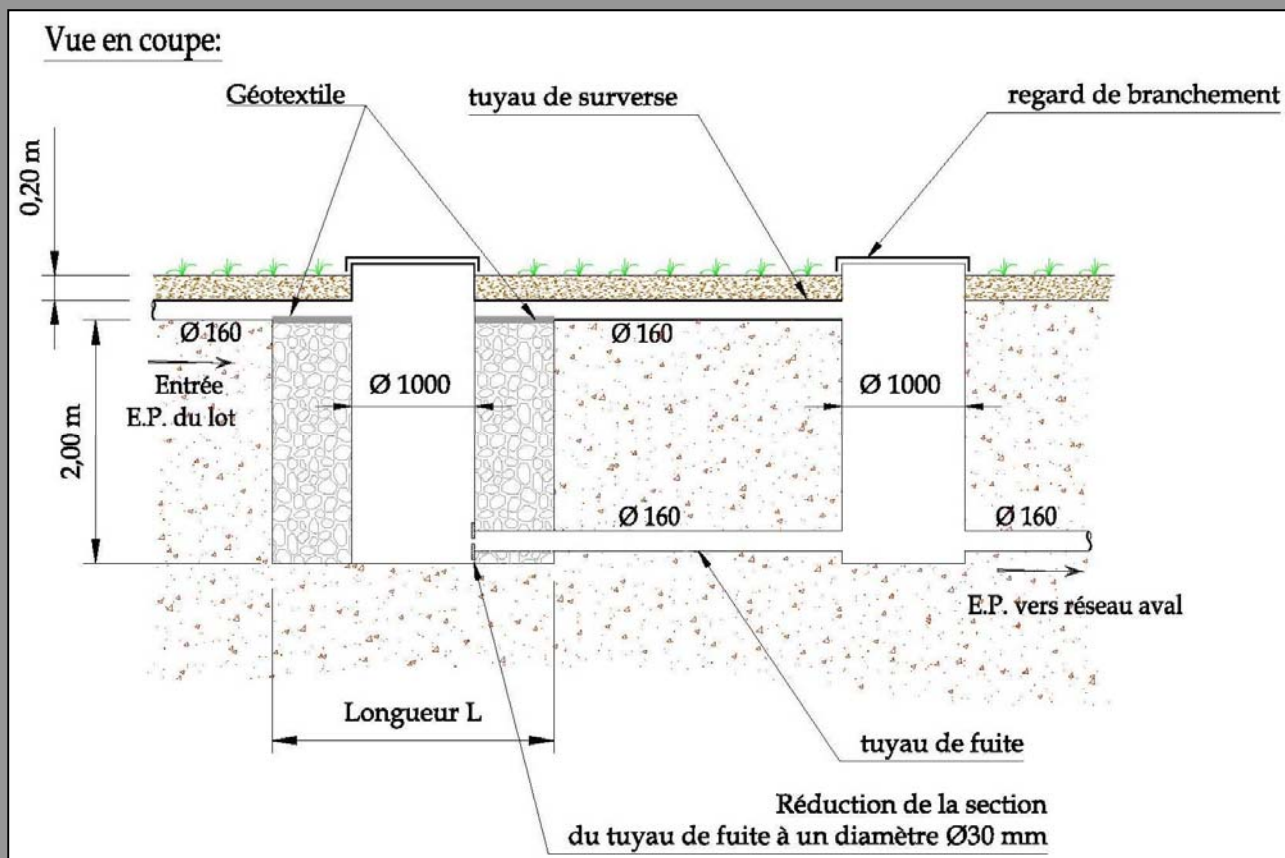 Vue en coupe:
Géotextile
tuyau de surverse
regard de branchement
0,20 m
Ø 160
Ø 160
Entrée
E.P. du lot
Ø 1000
Ø 1000
2,00 m
Ø 160
Ø 160
E.P. vers réseau aval
Longueur L
tuyau de fuite
Réduction de la section
du tuyau de fuite à un diamètre Ø30 mm